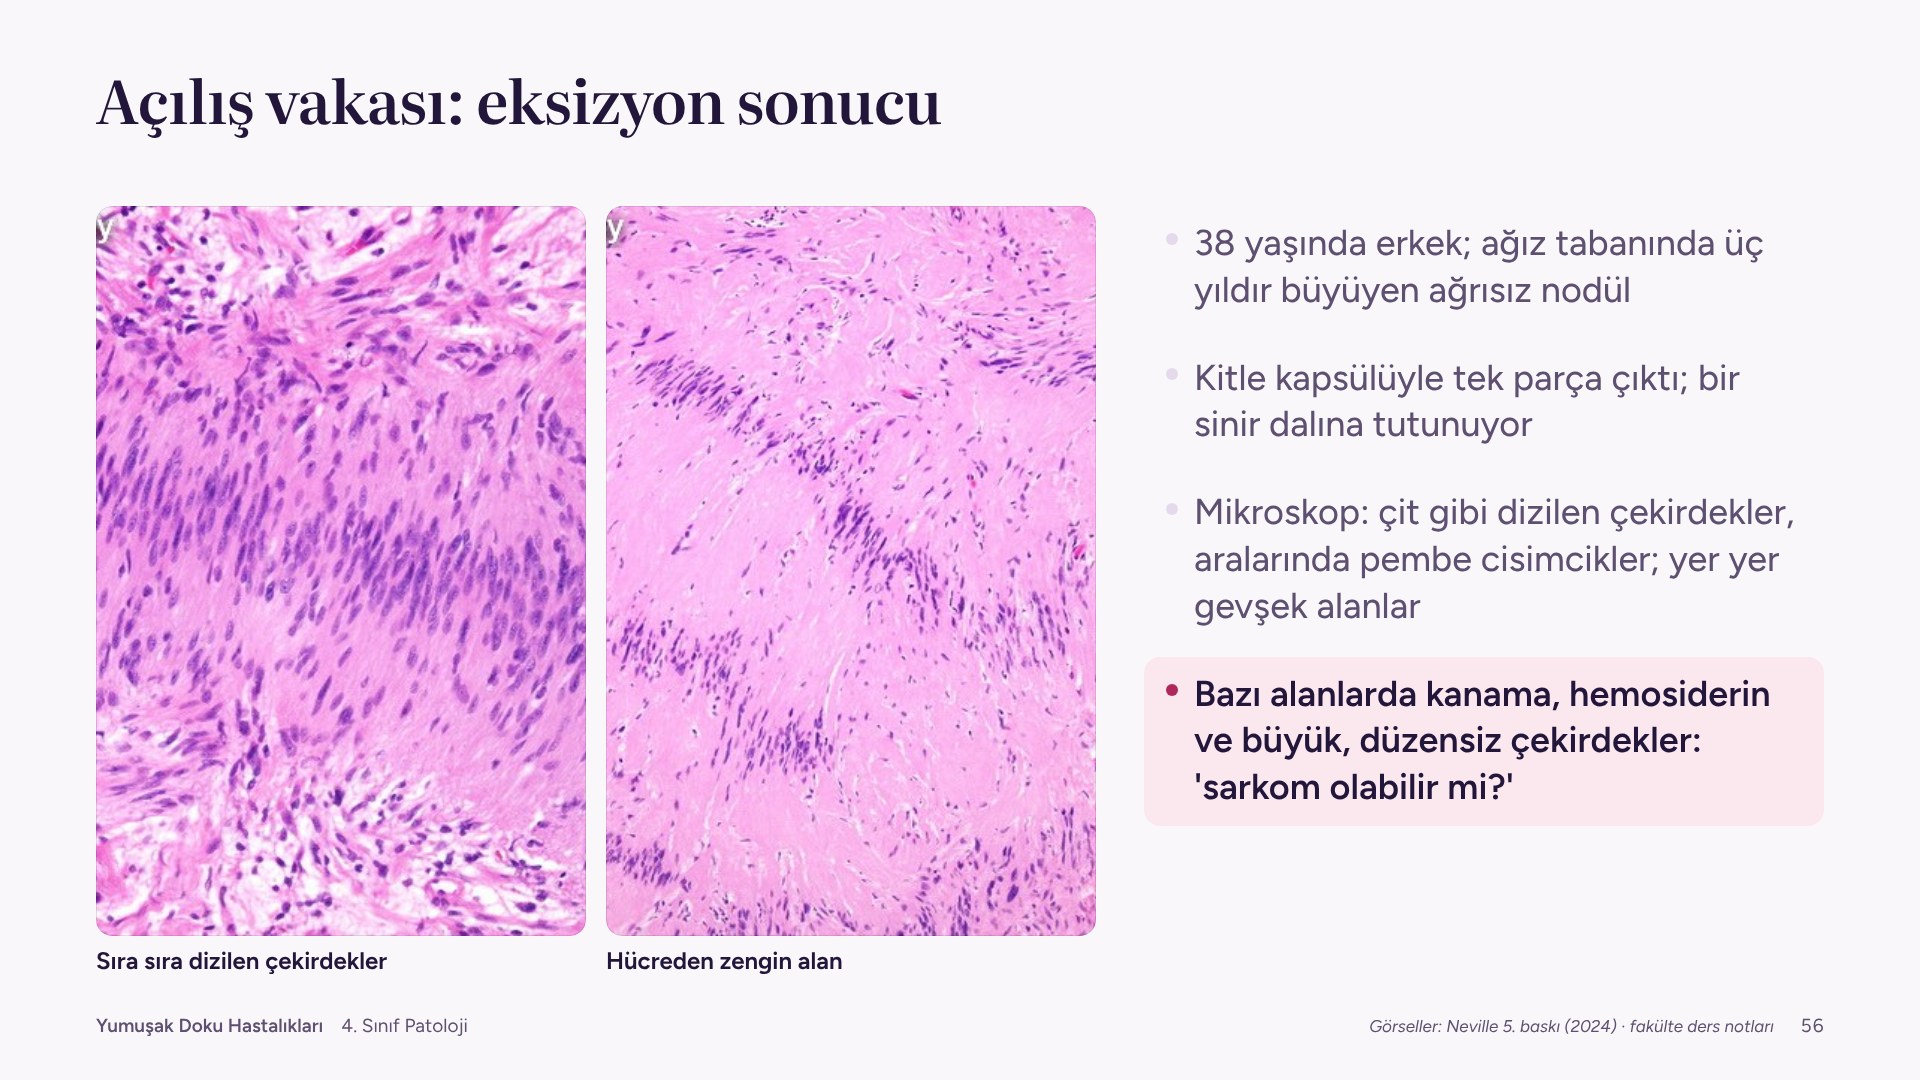 Açılış vakası: eksizyon sonucu
y
y
38 yaşında erkek; ağız tabanında üç
yıldır büyüyen ağrısız nodül
Kitle kapsülüyle tek parça çıktı; bir
sinir dalına tutunuyor
Mikroskop: çit gibi dizilen çekirdekler,
aralarında pembe cisimcikler; yer yer
gevşek alanlar
Bazı alanlarda kanama, hemosiderin
ve büyük, düzensiz çekirdekler:
'sarkom olabilir mi?'
Sıra sıra dizilen çekirdekler
Hücreden zengin alan
Yumuşak Doku Hastalıkları 4. Sınıf Patoloji
Görseller: Neville 5. baskı (2024) · fakülte ders notları 56